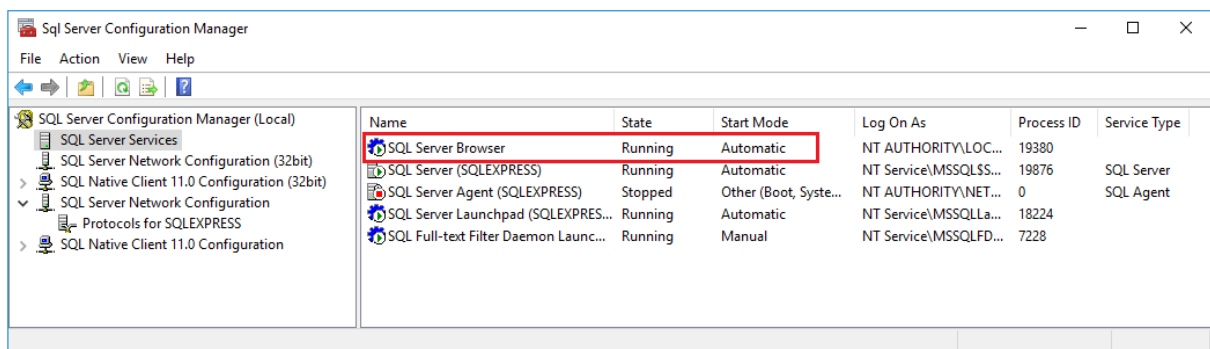 Sql Server Configuration Manager
File Action View Help
SQL Server Configuration Manager (Local)
SQL Server Services
SQL Server Network Configuration (32bit)
SQL Native Client 11.0 Configuration (32bit)
SQL Server Network Configuration
Protocols for SQLEXPRESS
SQL Native Client 11.0 Configuration
Name State Start Mode Log On As Process ID Service Type
SQL Server Browser Running Automatic NT AUTHORITY\LOC... 19380
SQL Server (SQLEXPRESS) Running Automatic NT Service\MSSQL$S... 19876 SQL Server
SQL Server Agent (SQLEXPRESS) Stopped Other (Boot, Syste... NT AUTHORITY\NET... 0 SQL Agent
SQL Server Launchpad (SQLEXPRES... Running Automatic NT Service\MSSQLLa... 18224
SQL Full-text Filter Daemon Launc... Running Manual NT Service\MSSQLFD... 7228